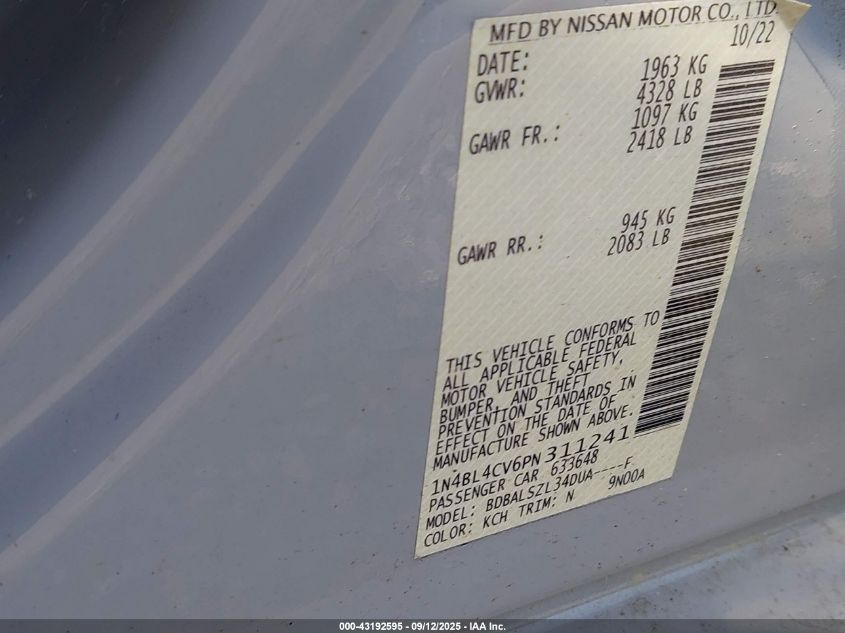 MFD BY NISSAN MOTOR CO., LTD.
10/22
DATE:
GVWR: 1963 KG
4328 LB
GAWR FR.: 1097 KG
2418 LB
GAWR RR.: 945 KG
2083 LB
THIS VEHICLE CONFORMS TO
ALL APPLICABLE FEDERAL
MOTOR VEHICLE SAFETY,
BUMPER, AND THEFT
PREVENTION STANDARDS IN
EFFECT ON THE DATE OF
MANUFACTURE SHOWN ABOVE.
1N4BL4CV6PN311241
PASSENGER CAR 633648
MODEL: BDBALSZL34DUA----F
COLOR: KCH TRIM: N 9N00A
000-43192595 - 09/12/2025 - IAA Inc.